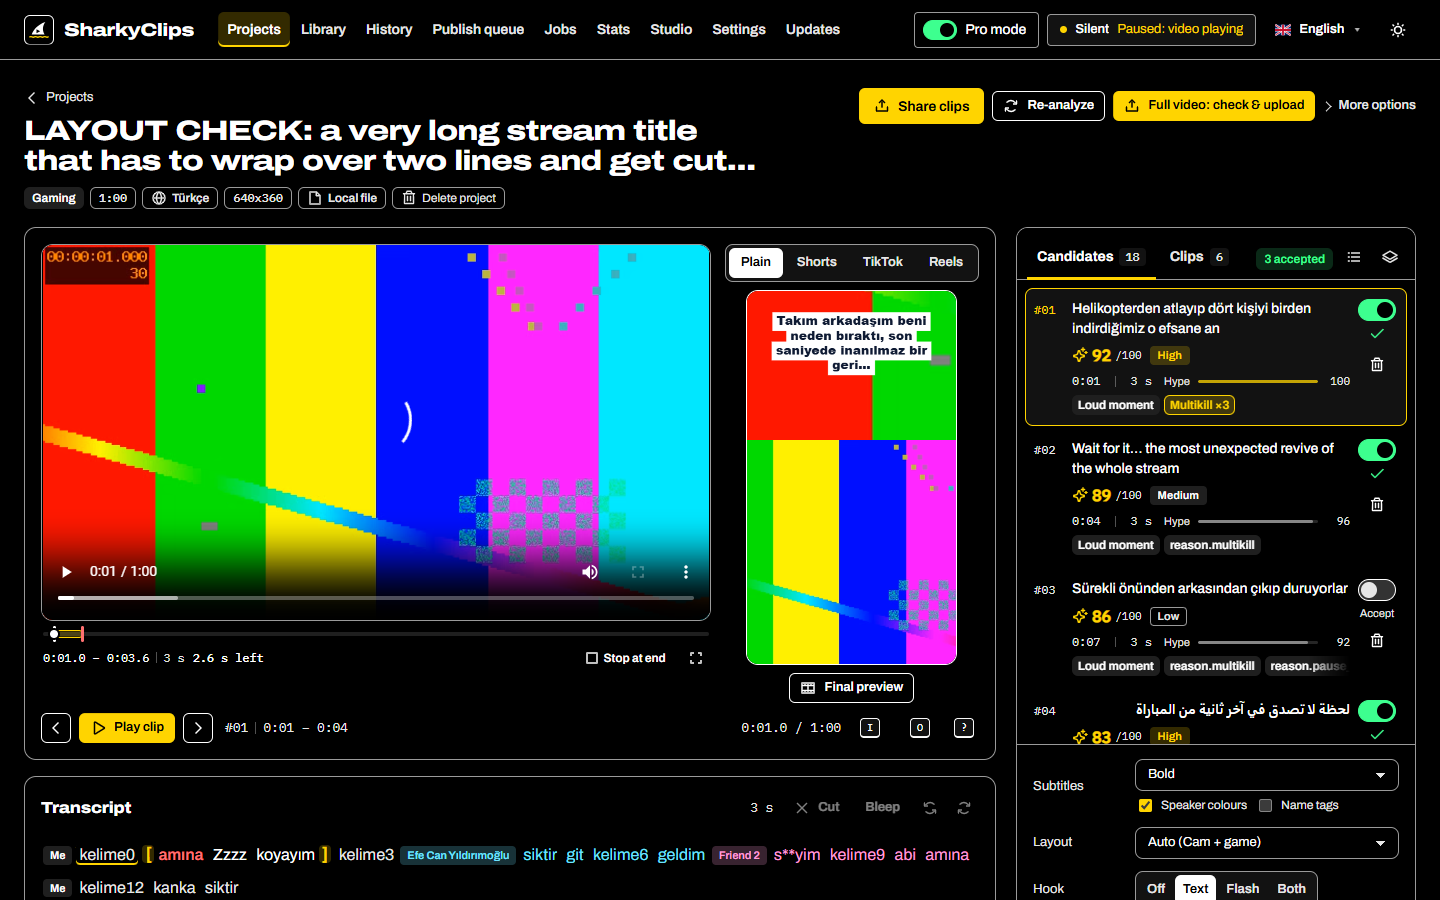 SharkyClips
Projects
Library
History
Publish queue
Jobs
Stats
Studio
Settings
Updates
Pro mode
Silent Paused: video playing
English
Projects
LAYOUT CHECK: a very long stream title
that has to wrap over two lines and get cut...
Share clips
Re-analyze
Full video: check & upload
More options
Gaming
1:00
Türkçe
640x360
Local file
Delete project
00:00:01.000
30
0:01 / 1:00
0:01.0 – 0:03.6 | 3 s 2.6 s left
Stop at end
Play clip
#01 | 0:01 – 0:04
Plain
Shorts
TikTok
Reels
Takım arkadaşım beni
neden bıraktı, son
saniyede inanılmaz bir
geri...
Final preview
0:01.0 / 1:00
I
O
?
Transcript
3 s
Cut
Bleep
Me kelime0 [ amına Zzzz koyayım ] kelime3 Efe Can Yıldırımoğlu siktir git kelime6 geldim Friend 2 s**yim kelime9 abi amına
Me kelime12 kanka siktir
Candidates 18
Clips 6
3 accepted
#01
Helikopterden atlayıp dört kişiyi birden
indirdiğimiz o efsane an
92 /100 High
0:01 | 3 s Hype 100
Loud moment Multikill ×3
#02
Wait for it... the most unexpected revive of
the whole stream
89 /100 Medium
0:04 | 3 s Hype 96
Loud moment reason.multikill
#03
Sürekli önünden arkasından çıkıp duruyorlar
Accept
86 /100 Low
0:07 | 3 s Hype 92
Loud moment reason.multikill reason.pause
#04
لحظة لا تصدق في آخر ثانية من المباراة
83 /100 High
Subtitles
Bold
Speaker colours
Name tags
Layout
Auto (Cam + game)
Hook
Off
Text
Flash
Both